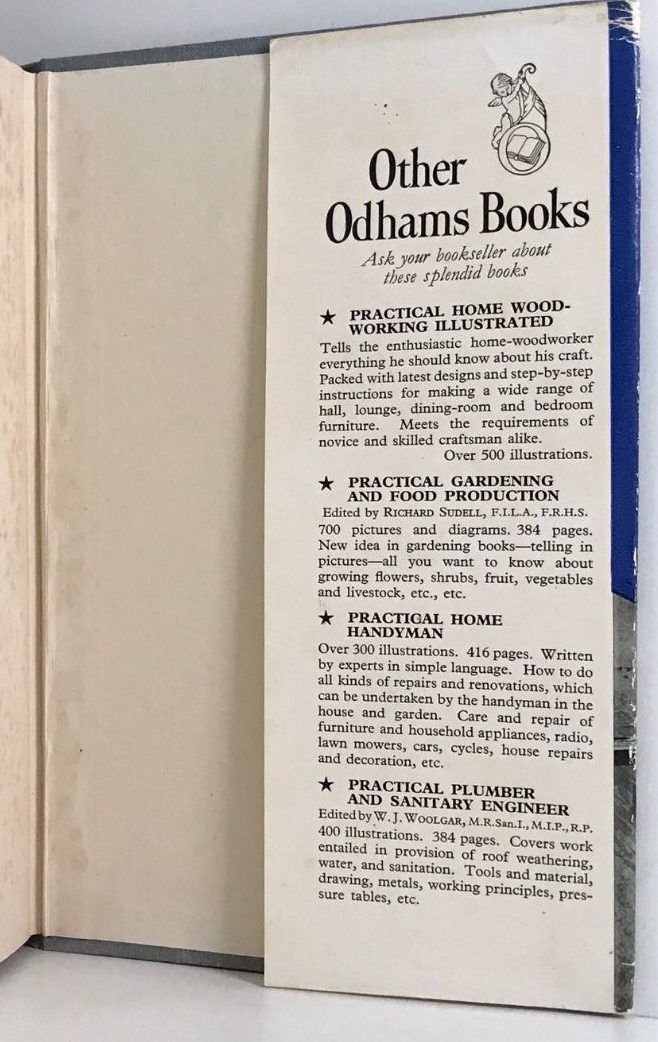 Other
Odhams Books
Ask your bookseller about
these splendid books
★ PRACTICAL HOME WOOD-
WORKING ILLUSTRATED
Tells the enthusiastic home-woodworker
everything he should know about his craft.
Packed with latest designs and step-by-step
instructions for making a wide range of
hall, lounge, dining-room and bedroom
furniture. Meets the requirements of
novice and skilled craftsman alike.
Over 500 illustrations.
★ PRACTICAL GARDENING
AND FOOD PRODUCTION
Edited by RICHARD SUDELL, F.I.L.A., F.R.H.S.
700 pictures and diagrams. 384 pages.
New idea in gardening books—telling in
pictures—all you want to know about
growing flowers, shrubs, fruit, vegetables
and livestock, etc., etc.
★ PRACTICAL HOME
HANDYMAN
Over 300 illustrations. 416 pages. Written
by experts in simple language. How to do
all kinds of repairs and renovations, which
can be undertaken by the handyman in the
house and garden. Care and repair of
furniture and household appliances, radio,
lawn mowers, cars, cycles, house repairs
and decoration, etc.
★ PRACTICAL PLUMBER
AND SANITARY ENGINEER
Edited by W. J. WOOLGAR, M.R.San.I., M.I.P., R.P.
400 illustrations. 384 pages. Covers work
entailed in provision of roof weathering,
water, and sanitation. Tools and material,
drawing, metals, working principles, pres-
sure tables, etc.